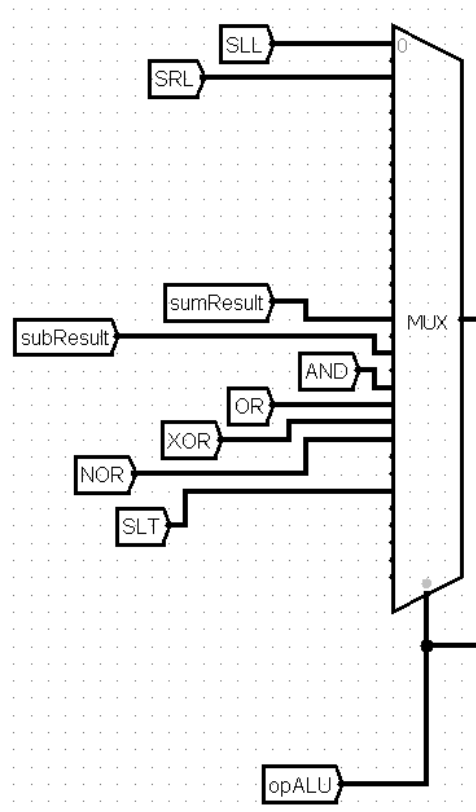 SLL
0
SRL
sumResult
MUX
subResult
AND
OR
XOR
NOR
SLT
opALU